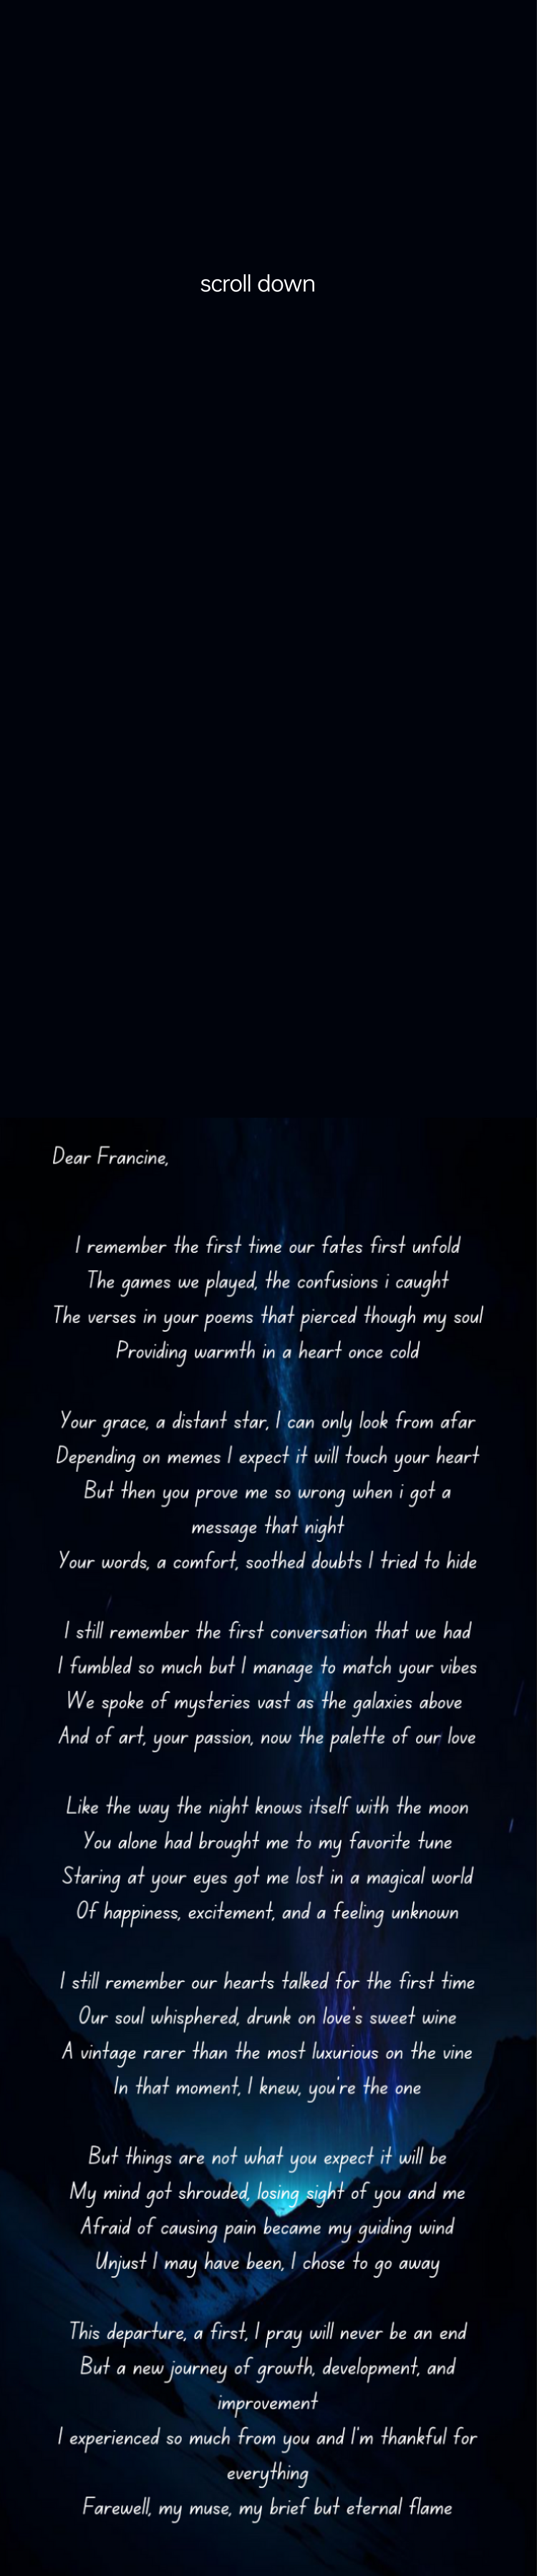 scroll down
Dear Francine,
I remember the first time our fates first unfold
The games we played, the confusions i caught
The verses in your poems that pierced though my soul
Providing warmth in a heart once cold
Your grace, a distant star, I can only look from afar
Depending on memes I expect it will touch your heart
But then you prove me so wrong when i got a
message that night
Your words, a comfort, soothed doubts I tried to hide
I still remember the first conversation that we had
I fumbled so much but I manage to match your vibes
We spoke of mysteries vast as the galaxies above
And of art, your passion, now the palette of our love
Like the way the night knows itself with the moon
You alone had brought me to my favorite tune
Staring at your eyes got me lost in a magical world
Of happiness, excitement, and a feeling unknown
I still remember our hearts talked for the first time
Our soul whisphered, drunk on love's sweet wine
A vintage rarer than the most luxurious on the vine
In that moment, I knew, you're the one
But things are not what you expect it will be
My mind got shrouded, losing sight of you and me
Afraid of causing pain became my guiding wind
Unjust I may have been, I chose to go away
This departure, a first, I pray will never be an end
But a new journey of growth, development, and
improvement
I experienced so much from you and I'm thankful for
everything
Farewell, my muse, my brief but eternal flame